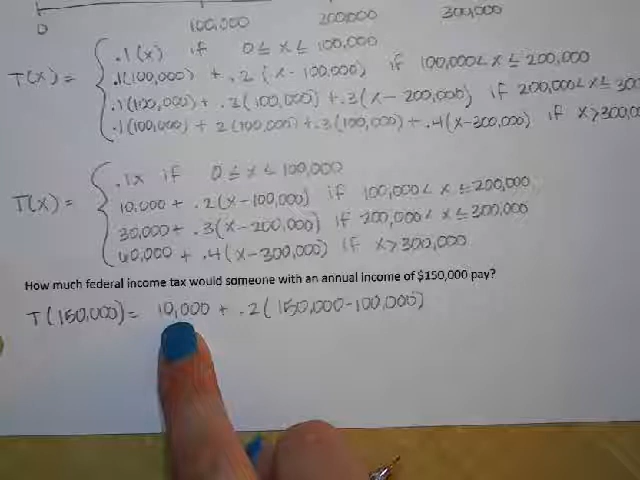 0 100,000 200,000 300,000
T(x) = { .1(x) if 0 ≤ x ≤ 100,000
.1(100,000) + .2(x - 100,000) if 100,000 < x ≤ 200,000
.1(100,000) + .2(100,000) + .3(x - 200,000) if 200,000 < x ≤ 300
.1(100,000) + .2(100,000) + .3(100,000) + .4(x-300,000) if x > 300,00
T(x) = { .1x if 0 ≤ x ≤ 100,000
10,000 + .2(x - 100,000) if 100,000 < x ≤ 200,000
30,000 + .3(x - 200,000) if 200,000 < x ≤ 300,000
60,000 + .4(x - 300,000) if x > 300,000
How much federal income tax would someone with an annual income of $150,000 pay?
T(150,000) = 10,000 + .2(150,000-100,000)